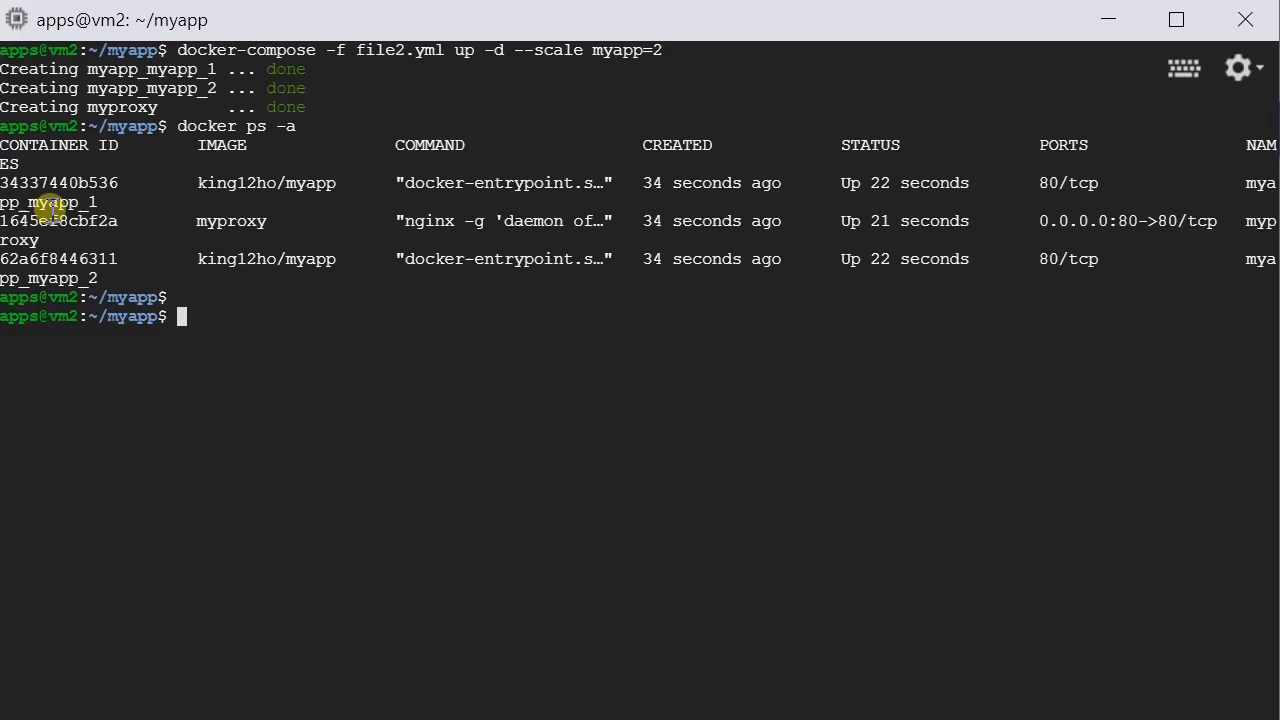 apps@vm2: ~/myapp
apps@vm2:~/myapp$ docker-compose -f file2.yml up -d --scale myapp=2
Creating myapp_myapp_1 ... done
Creating myapp_myapp_2 ... done
Creating myproxy       ... done
apps@vm2:~/myapp$ docker ps -a
CONTAINER ID        IMAGE               COMMAND                  CREATED             STATUS              PORTS                NAM
ES
34337440b536        king12ho/myapp      "docker-entrypoint.s…"   34 seconds ago      Up 22 seconds       80/tcp               mya
pp_myapp_1
1645ef8cbf2a        myproxy             "nginx -g 'daemon of…"   34 seconds ago      Up 21 seconds       0.0.0.0:80->80/tcp   myp
roxy
62a6f8446311        king12ho/myapp      "docker-entrypoint.s…"   34 seconds ago      Up 22 seconds       80/tcp               mya
pp_myapp_2
apps@vm2:~/myapp$
apps@vm2:~/myapp$